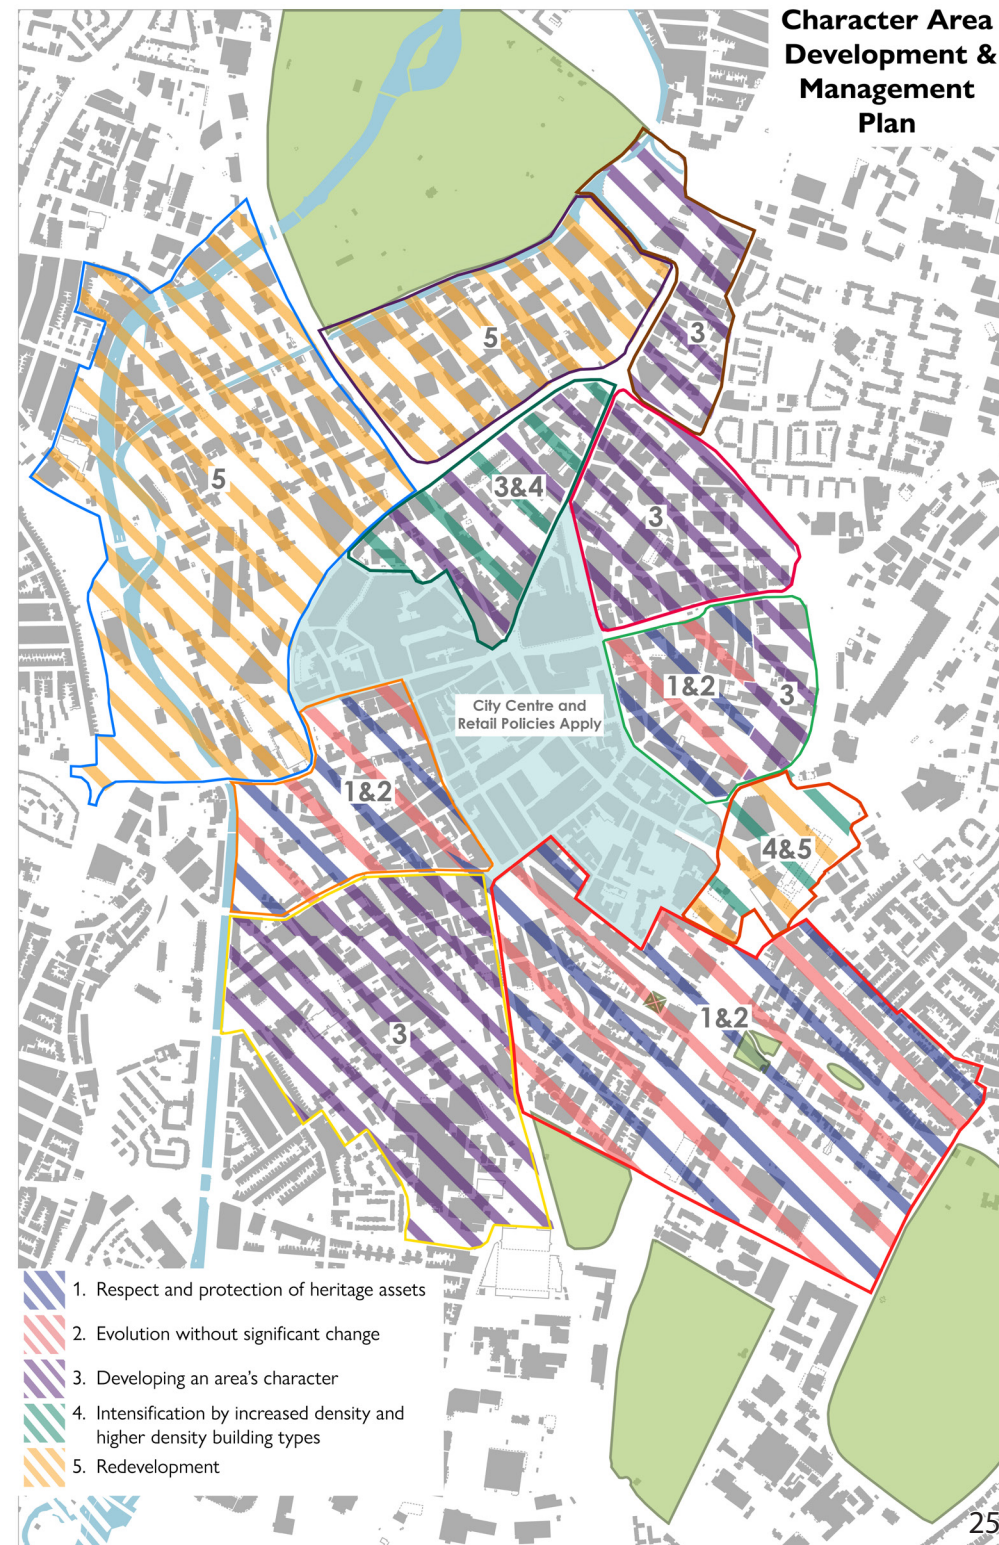 Character Area
Development &
Management
Plan
5
3
5
3&4
3
1&2
3
City Centre and
Retail Policies Apply
1&2
4&5
1&2
3
1. Respect and protection of heritage assets
2. Evolution without significant change
3. Developing an area's character
4. Intensification by increased density and
higher density building types
5. Redevelopment
25